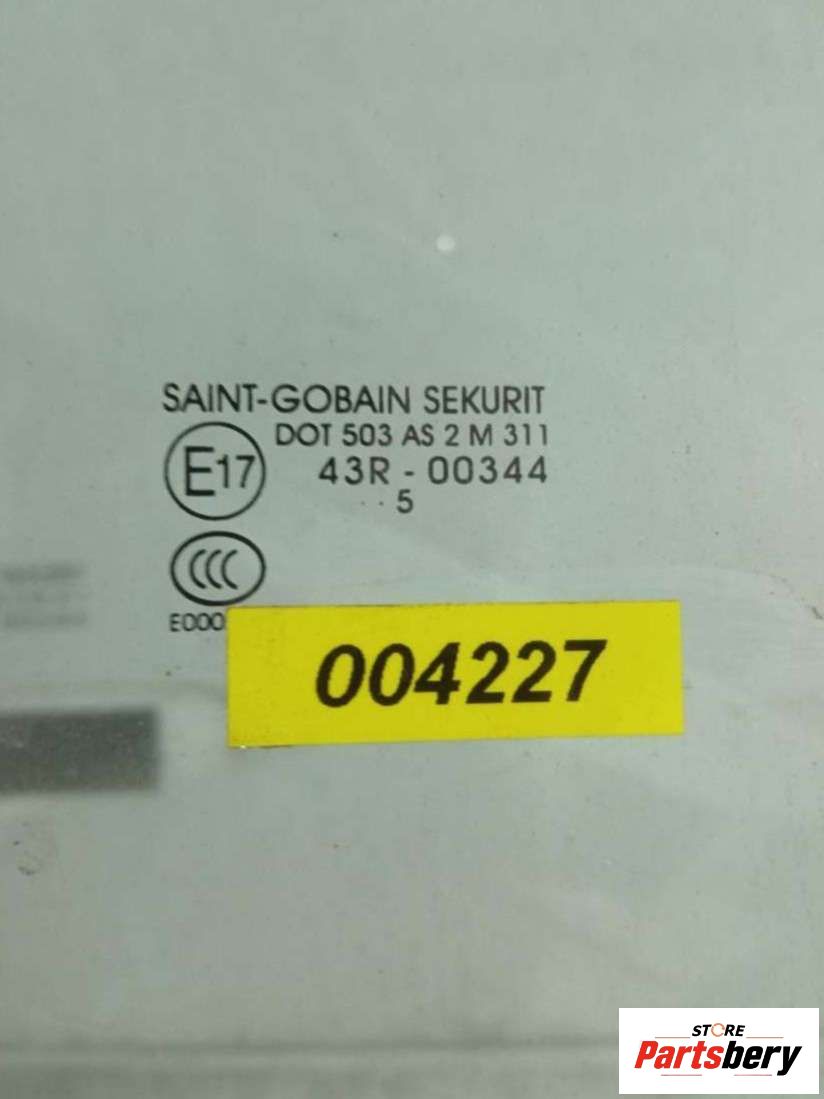 SAINT-GOBAIN SEKURIT
DOT 503 AS 2 M 311
E17
43R - 00344
.. 5
CCC
E000
004227
STORE
Partsbery